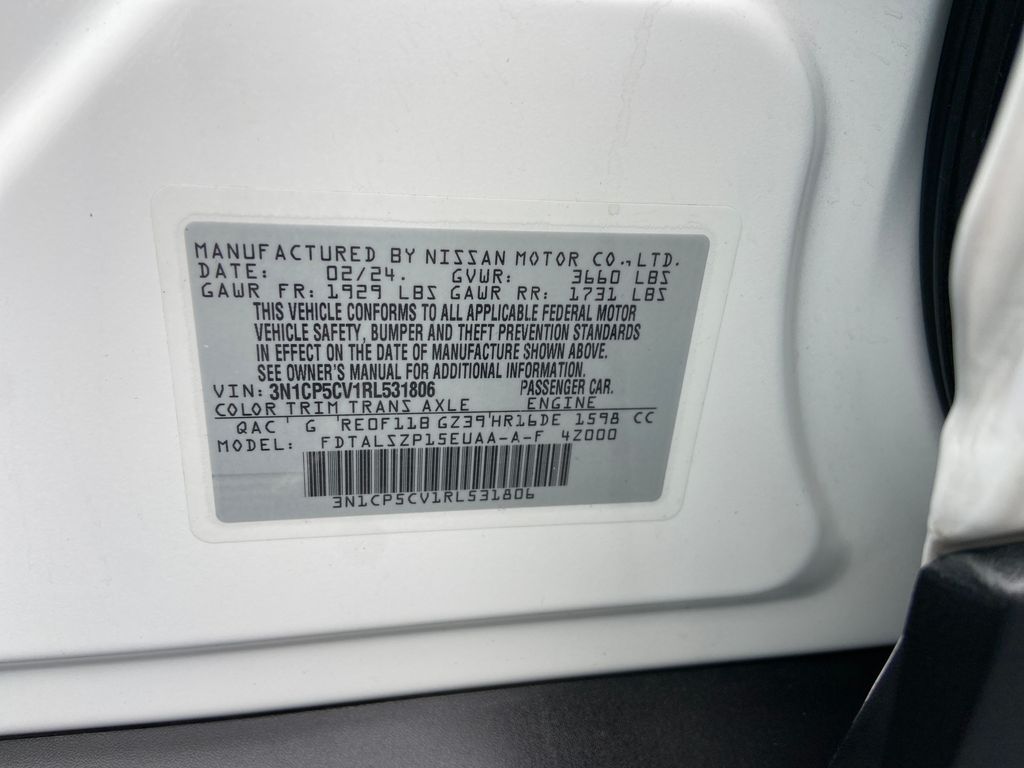 MANUFACTURED BY NISSAN MOTOR CO.,LTD.
DATE: 02/24. GVWR: 3660 LBS
GAWR FR: 1929 LBS GAWR RR: 1731 LBS
THIS VEHICLE CONFORMS TO ALL APPLICABLE FEDERAL MOTOR
VEHICLE SAFETY, BUMPER AND THEFT PREVENTION STANDARDS
IN EFFECT ON THE DATE OF MANUFACTURE SHOWN ABOVE.
SEE OWNER'S MANUAL FOR ADDITIONAL INFORMATION.
VIN: 3N1CP5CV1RL531806 PASSENGER CAR.
COLOR TRIM TRANS AXLE ENGINE
QAC ' G 'RE0F11B GZ39'HR16DE 1598 CC
MODEL: FDTALSZP15EUAA-A-F 4Z000
3N1CP5CV1RL531806